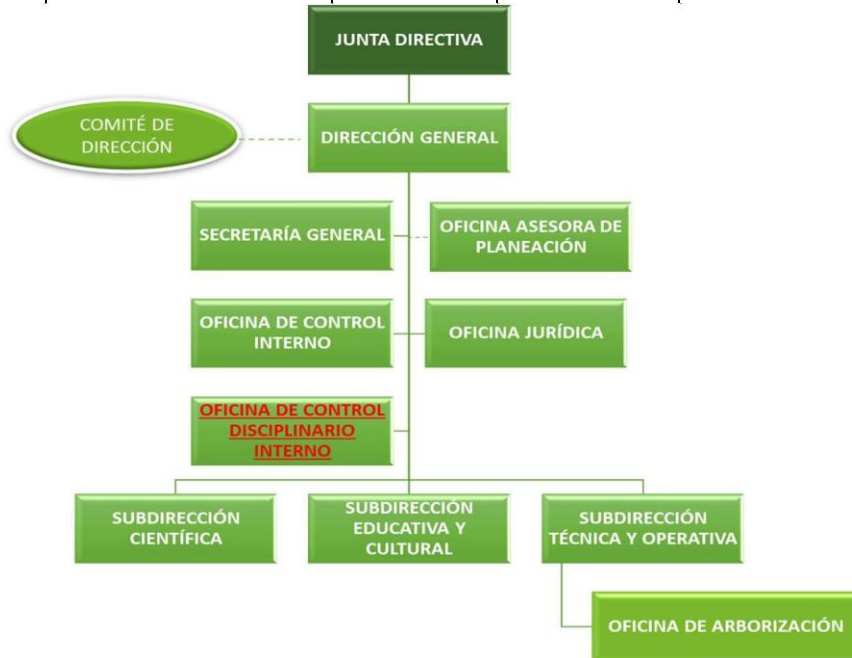 JUNTA DIRECTIVA
COMITÉ DE
DIRECCIÓN
DIRECCIÓN GENERAL
SECRETARÍA GENERAL
OFICINA ASESORA DE
PLANEACIÓN
OFICINA DE CONTROL
INTERNO
OFICINA JURÍDICA
OFICINA DE CONTROL
DISCIPLINARIO
INTERNO
SUBDIRECCIÓN
CIENTÍFICA
SUBDIRECCIÓN
EDUCATIVA Y
CULTURAL
SUBDIRECCIÓN
TÉCNICA Y OPERATIVA
OFICINA DE ARBORIZACIÓN